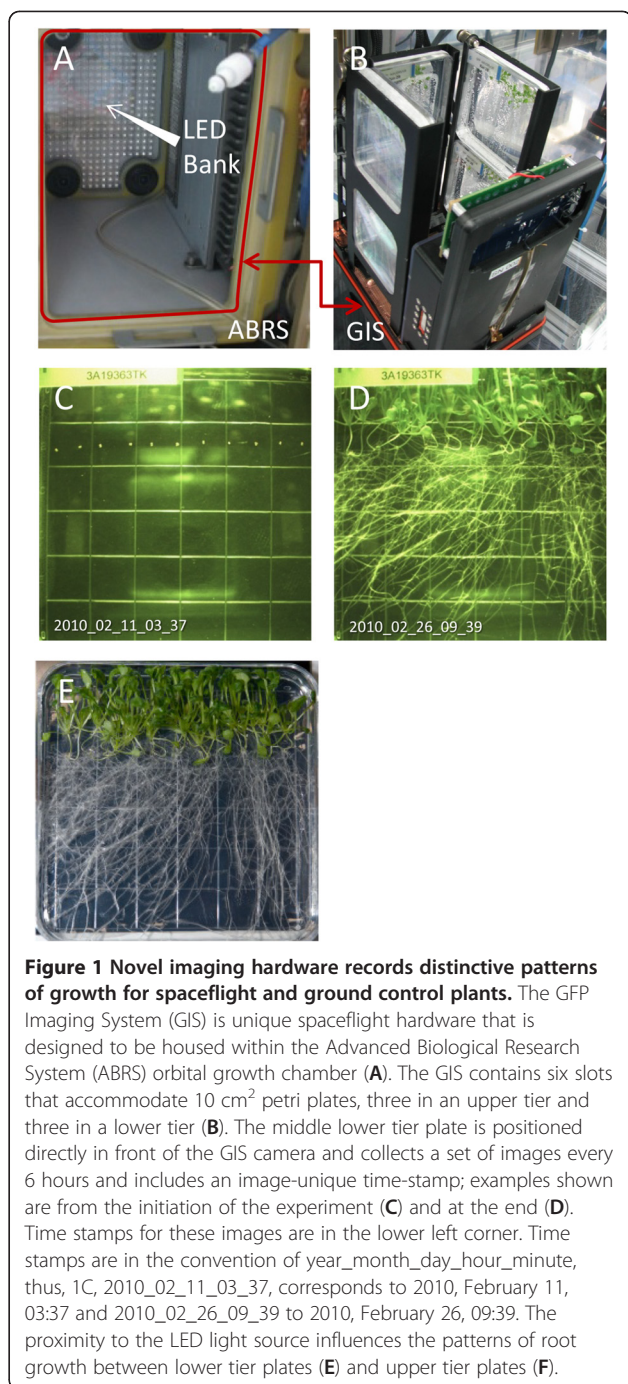 A
LED
Bank
ABRS
B
GIS
3A19363TK
C
2010_02_11_03_37
3A19363TK
D
2010_02_26_09_39
E
Figure 1 Novel imaging hardware records distinctive patterns
of growth for spaceflight and ground control plants. The GFP
Imaging System (GIS) is unique spaceflight hardware that is
designed to be housed within the Advanced Biological Research
System (ABRS) orbital growth chamber (A). The GIS contains six slots
that accommodate 10 cm² petri plates, three in an upper tier and
three in a lower tier (B). The middle lower tier plate is positioned
directly in front of the GIS camera and collects a set of images every
6 hours and includes an image-unique time-stamp; examples shown
are from the initiation of the experiment (C) and at the end (D).
Time stamps for these images are in the lower left corner. Time
stamps are in the convention of year_month_day_hour_minute,
thus, 1C, 2010_02_11_03_37, corresponds to 2010, February 11,
03:37 and 2010_02_26_09_39 to 2010, February 26, 09:39. The
proximity to the LED light source influences the patterns of root
growth between lower tier plates (E) and upper tier plates (F).